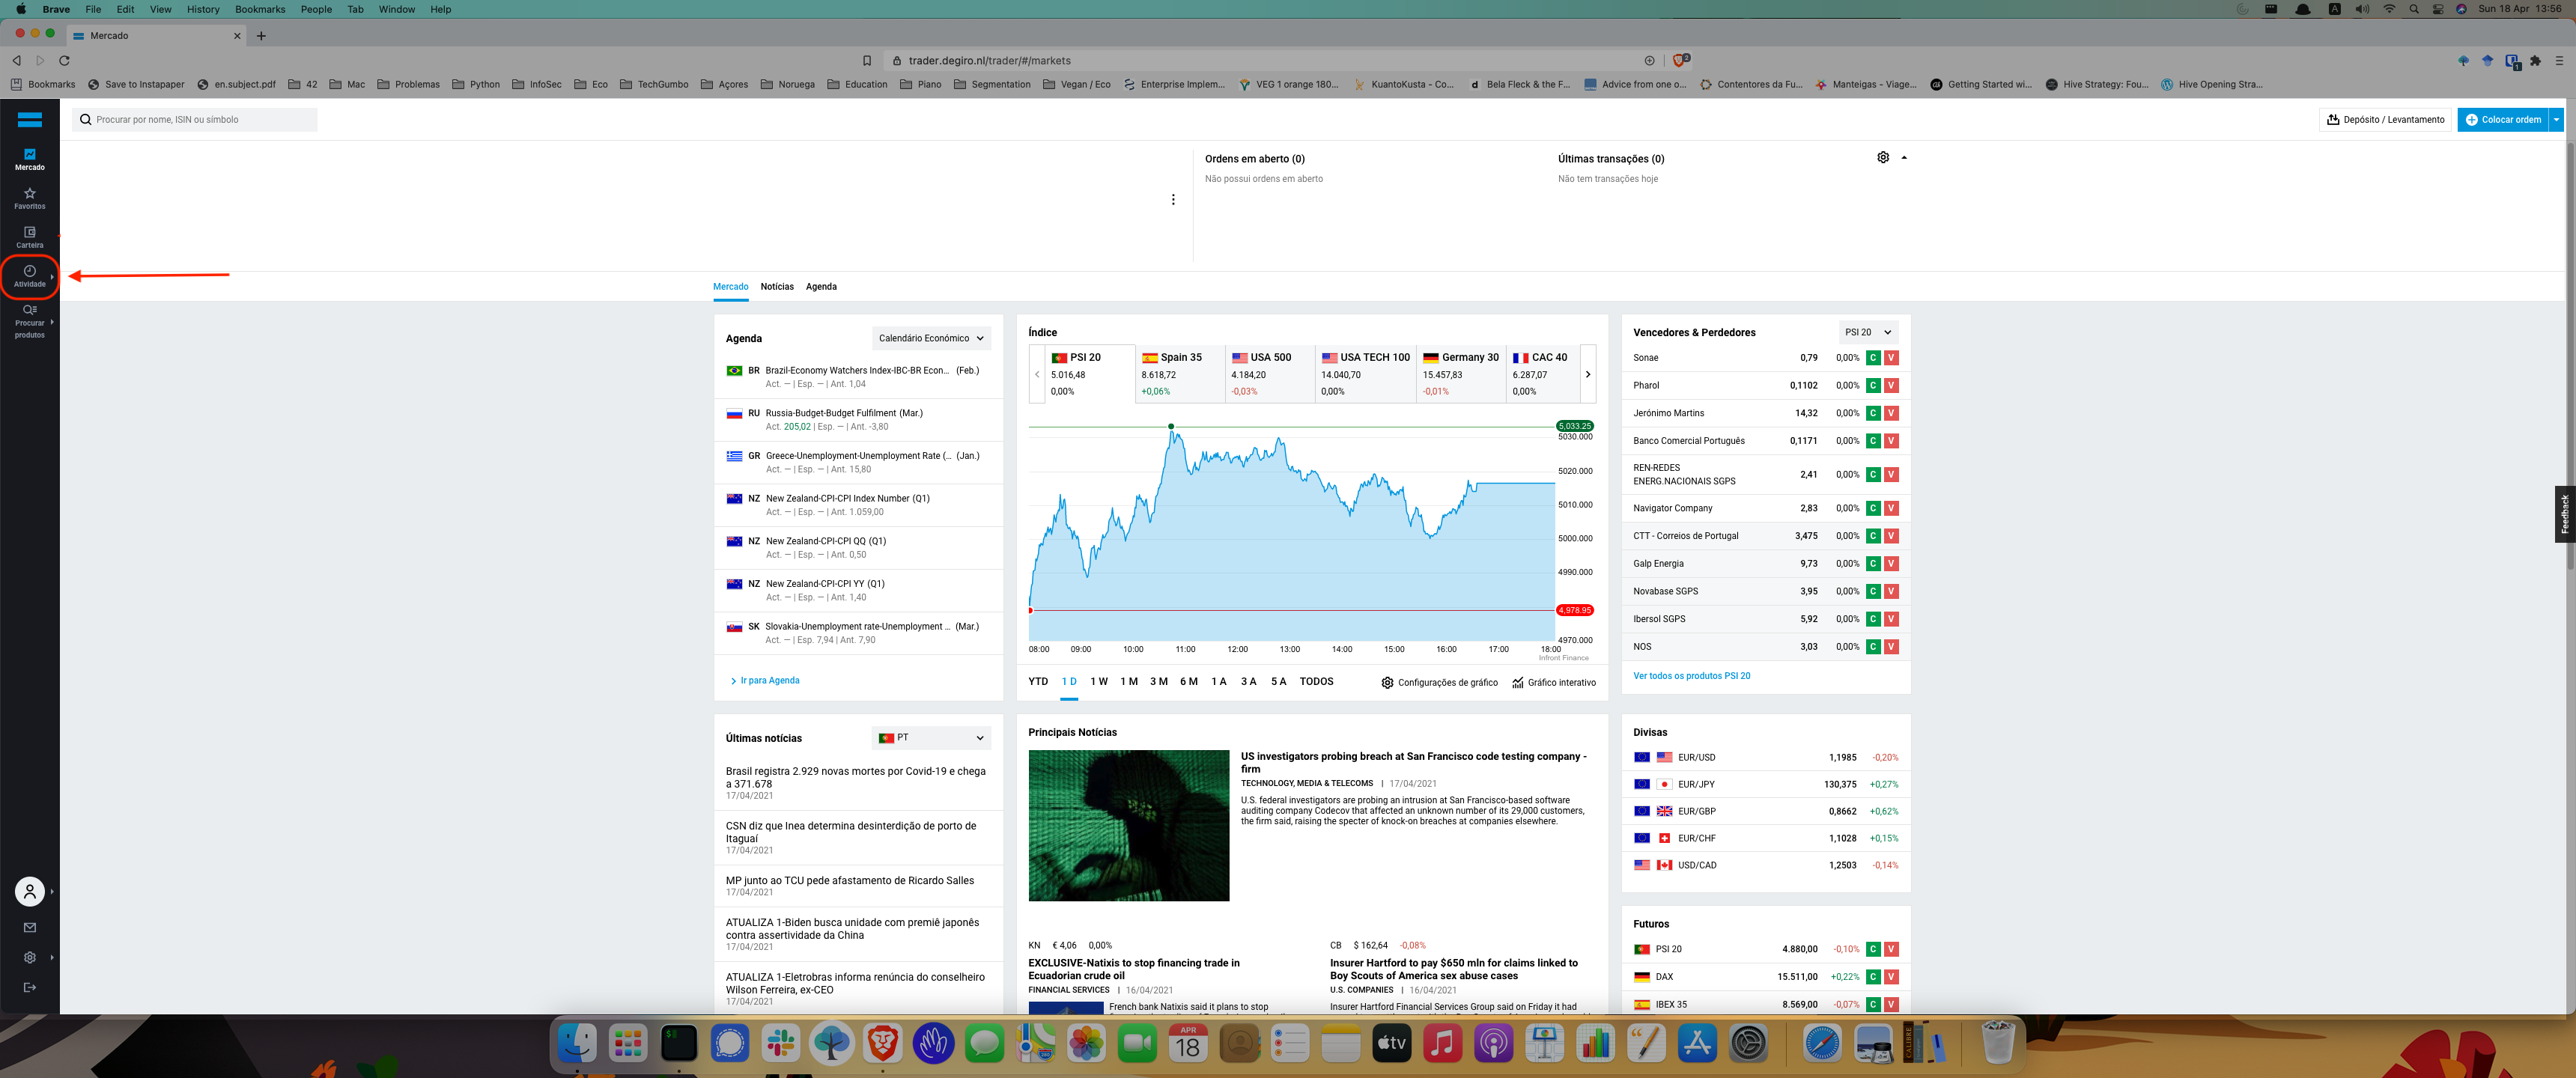 Brave File Edit View History Bookmarks People Tab Window Help
A Sun 18 Apr 13:56
Mercado
trader.degiro.nl/trader/#/markets
Bookmarks Save to Instapaper en.subject.pdf 42 Mac Problemas Python InfoSec Eco TechGumbo Açores Noruega Education Piano Segmentation Vegan / Eco Enterprise Implem... VEG 1 orange 180... KuantoKusta - Co... Bela Fleck & the F... Advice from one o... Contentores da Fu... Manteigas - Viage... Getting Started wi... Hive Strategy: Fou... Hive Opening Stra...
Procurar por nome, ISIN ou símbolo
Depósito / Levantamento
Colocar ordem
Mercado
Favoritos
Carteira
Atividade
Procurar
produtos
Ordens em aberto (0)
Não possui ordens em aberto
Últimas transações (0)
Não tem transações hoje
Mercado Notícias Agenda
Agenda
Calendário Económico
BR Brazil-Economy Watchers Index-IBC-BR Econ... (Feb.)
Act. — | Esp. — | Ant. 1,04
RU Russia-Budget-Budget Fulfilment (Mar.)
Act. 205,02 | Esp. — | Ant. -3,80
GR Greece-Unemployment-Unemployment Rate (... (Jan.)
Act. — | Esp. — | Ant. 15,80
NZ New Zealand-CPI-CPI Index Number (Q1)
Act. — | Esp. — | Ant. 1.059,00
NZ New Zealand-CPI-CPI QQ (Q1)
Act. — | Esp. — | Ant. 0,50
NZ New Zealand-CPI-CPI YY (Q1)
Act. — | Esp. — | Ant. 1,40
SK Slovakia-Unemployment rate-Unemployment ... (Mar.)
Act. — | Esp. 7,94 | Ant. 7,90
Ir para Agenda
Índice
PSI 20 Spain 35 USA 500 USA TECH 100 Germany 30 CAC 40
5.016,48 8.618,72 4.184,20 14.040,70 15.457,83 6.287,07
0,00% +0,06% -0,03% 0,00% -0,01% 0,00%
5,033.25
5030.000
5020.000
5010.000
5000.000
4990.000
4,978.95
4970.000
08:00 09:00 10:00 11:00 12:00 13:00 14:00 15:00 16:00 17:00 18:00
Infront Finance
YTD 1 D 1 W 1 M 3 M 6 M 1 A 3 A 5 A TODOS
Configurações de gráfico
Gráfico interativo
Vencedores & Perdedores
PSI 20
Sonae 0,79 0,00% C V
Pharol 0,1102 0,00% C V
Jerónimo Martins 14,32 0,00% C V
Banco Comercial Português 0,1171 0,00% C V
REN-REDES
ENERG.NACIONAIS SGPS 2,41 0,00% C V
Navigator Company 2,83 0,00% C V
CTT - Correios de Portugal 3,475 0,00% C V
Galp Energia 9,73 0,00% C V
Novabase SGPS 3,95 0,00% C V
Ibersol SGPS 5,92 0,00% C V
NOS 3,03 0,00% C V
Ver todos os produtos PSI 20
Feedback
Últimas notícias
PT
Brasil registra 2.929 novas mortes por Covid-19 e chega
a 371.678
17/04/2021
CSN diz que Inea determina desinterdição de porto de
Itaguaí
17/04/2021
MP junto ao TCU pede afastamento de Ricardo Salles
17/04/2021
ATUALIZA 1-Biden busca unidade com premiê japonês
contra assertividade da China
17/04/2021
ATUALIZA 1-Eletrobras informa renúncia do conselheiro
Wilson Ferreira, ex-CEO
17/04/2021
Principais Notícias
US investigators probing breach at San Francisco code testing company -
firm
TECHNOLOGY, MEDIA & TELECOMS | 17/04/2021
U.S. federal investigators are probing an intrusion at San Francisco-based software
auditing company Codecov that affected an unknown number of its 29,000 customers,
the firm said, raising the specter of knock-on breaches at companies elsewhere.
KN € 4,06 0,00%
EXCLUSIVE-Natixis to stop financing trade in
Ecuadorian crude oil
FINANCIAL SERVICES | 16/04/2021
French bank Natixis said it plans to stop
CB $ 162,64 -0,08%
Insurer Hartford to pay $650 mln for claims linked to
Boy Scouts of America sex abuse cases
U.S. COMPANIES | 16/04/2021
Insurer Hartford Financial Services Group said on Friday it had
Divisas
EUR/USD 1,1985 -0,20%
EUR/JPY 130,375 +0,27%
EUR/GBP 0,8662 +0,62%
EUR/CHF 1,1028 +0,15%
USD/CAD 1,2503 -0,14%
Futuros
PSI 20 4.880,00 -0,10% C V
DAX 15.511,00 +0,22% C V
IBEX 35 8.569,00 -0,07% C V
APR
18
tv